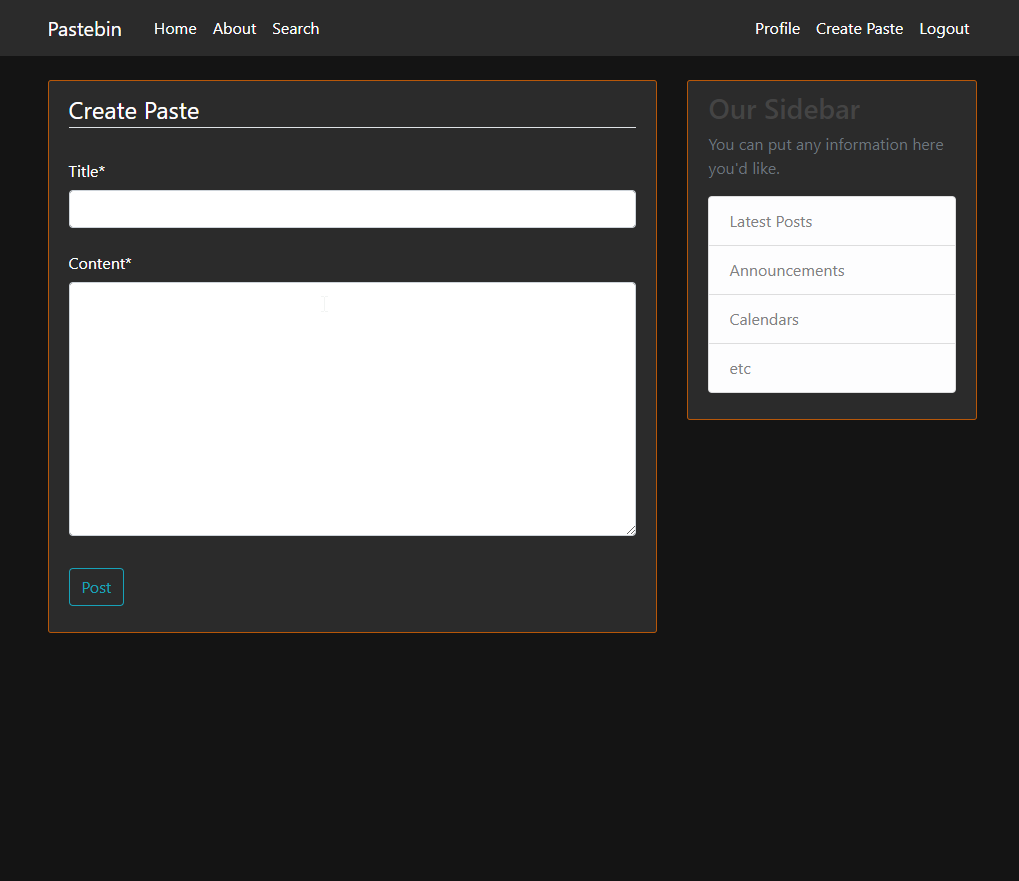 Pastebin Home About Search Profile Create Paste Logout
Create Paste
Title*
Content*
Post
Our Sidebar
You can put any information here
you'd like.
Latest Posts
Announcements
Calendars
etc